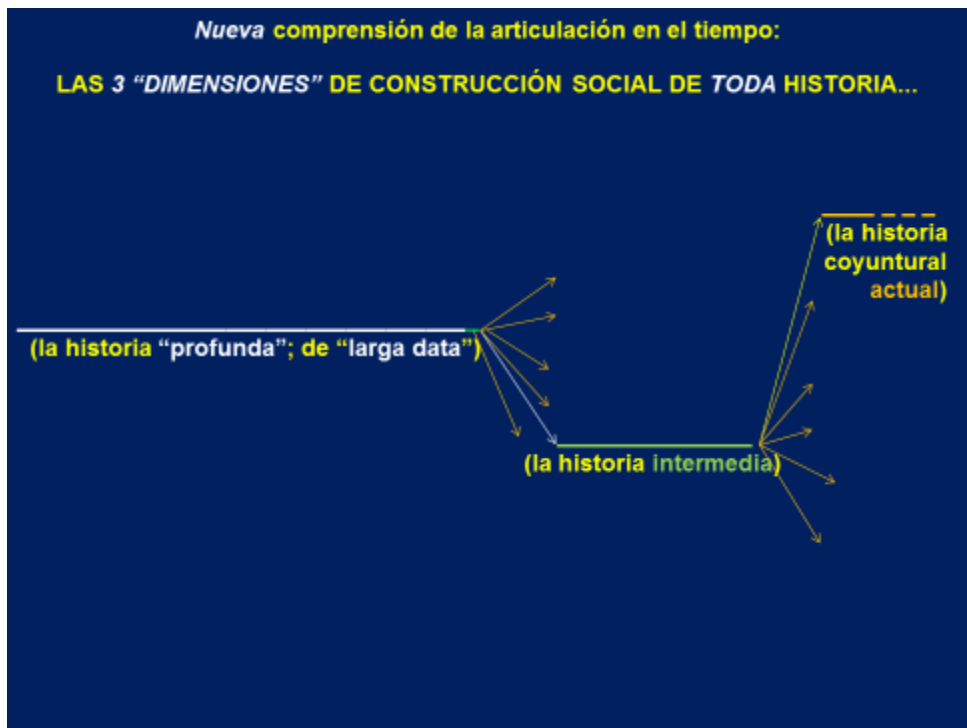 Nueva comprensión de la articulación en el tiempo:
LAS 3 “DIMENSIONES” DE CONSTRUCCIÓN SOCIAL DE TODA HISTORIA...
(la historia
coyuntural
actual)
(la historia “profunda”; de “larga data”)
(la historia intermedia)